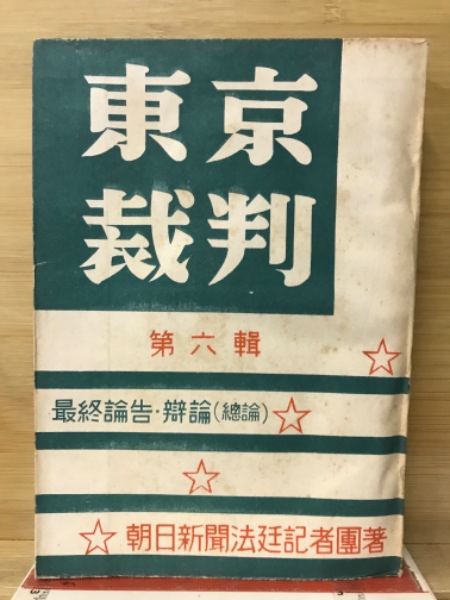 東京
裁判
第六輯
最終論告・辯論(總論)
朝日新聞法廷記者團著